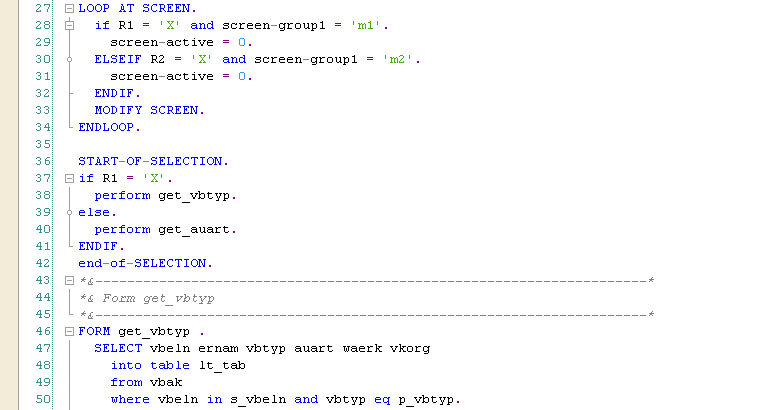 27 LOOP AT SCREEN.
28 if R1 = 'X' and screen-group1 = 'm1'.
29 screen-active = 0.
30 ELSEIF R2 = 'X' and screen-group1 = 'm2'.
31 screen-active = 0.
32 ENDIF.
33 MODIFY SCREEN.
34 ENDLOOP.
35
36 START-OF-SELECTION.
37 if R1 = 'X'.
38 perform get_vbtyp.
39 else.
40 perform get_auart.
41 ENDIF.
42 end-of-SELECTION.
43 *&---------------------------------------------------------------------*
44 *& Form get_vbtyp
45 *&---------------------------------------------------------------------*
46 FORM get_vbtyp .
47 SELECT vbeln ernam vbtyp auart waerk vkorg
48 into table lt_tab
49 from vbak
50 where vbeln in s_vbeln and vbtyp eq p_vbtyp.